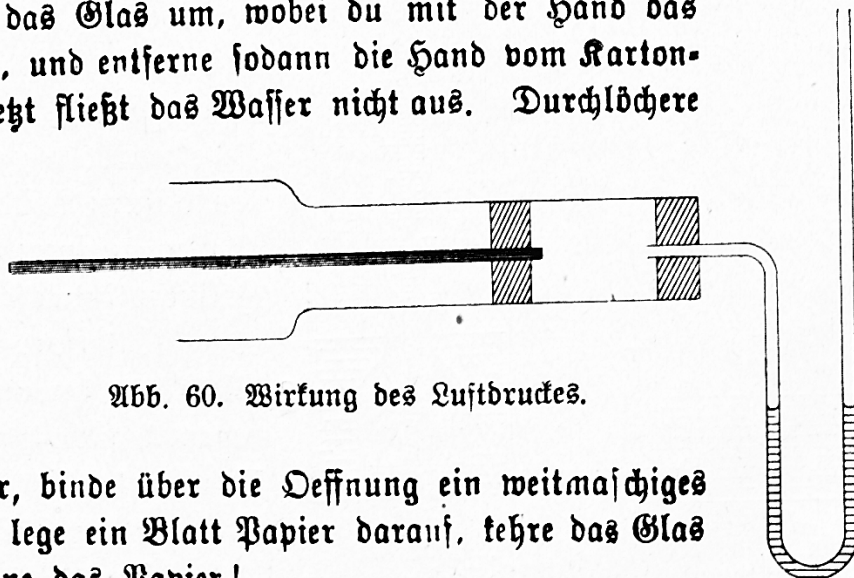 das Glas um, wobei du mit der Hand das
, und entferne sodann die Hand vom Karton-
etzt fließt das Wasser nicht aus. Durchlöchere
Abb. 60. Wirkung des Luftdruckes.
r, binde über die Oeffnung ein weitmaschiges
lege ein Blatt Papier darauf, kehre das Glas
das Papier!